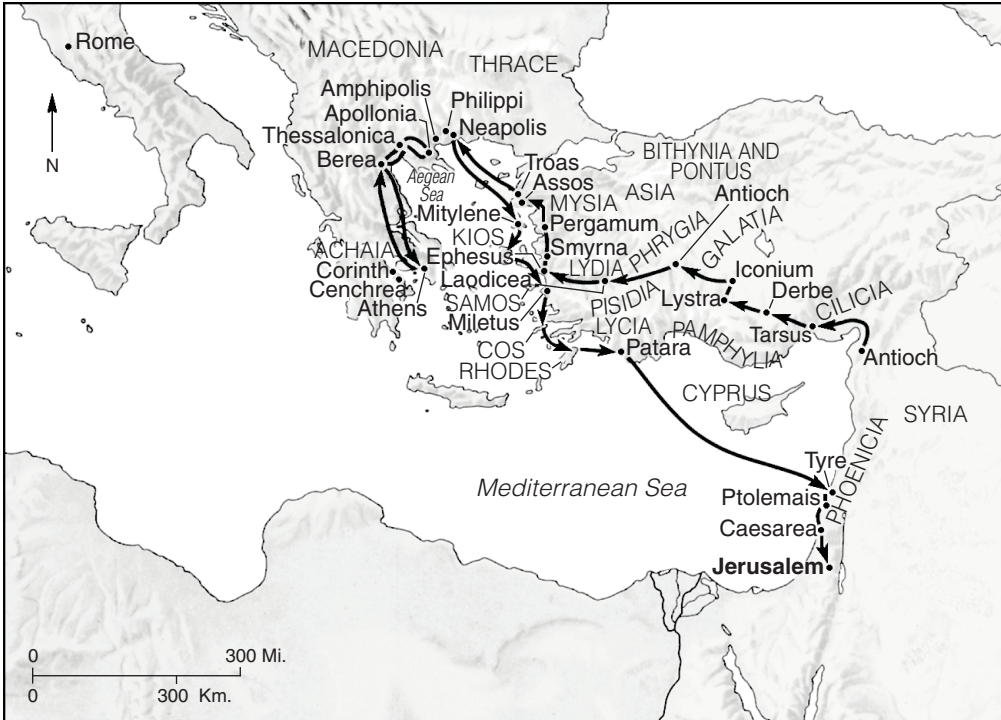 Rome
N
MACEDONIA
THRACE
Amphipolis
Philippi
Apollonia
Neapolis
Thessalonica
Berea
Aegean
Sea
Troas
Assos
MYSIA
ASIA
BITHYNIA AND
PONTUS
Antioch
Mitylene
KIOS
Pergamum
Smyrna
PHRYGIA
GALATIA
ACHAIA
Ephesus
Corinth
Laodicea
LYDIA
Iconium
Cenchrea
Athens
SAMOS
PISIDIA
Lystra
Derbe
CILICIA
Miletus
LYCIA
PAMPHYLIA
Tarsus
COS
Patara
Antioch
RHODES
CYPRUS
SYRIA
Tyre
PHOENICIA
Mediterranean Sea
Ptolemais
Caesarea
Jerusalem
0 300 Mi.
0 300 Km.